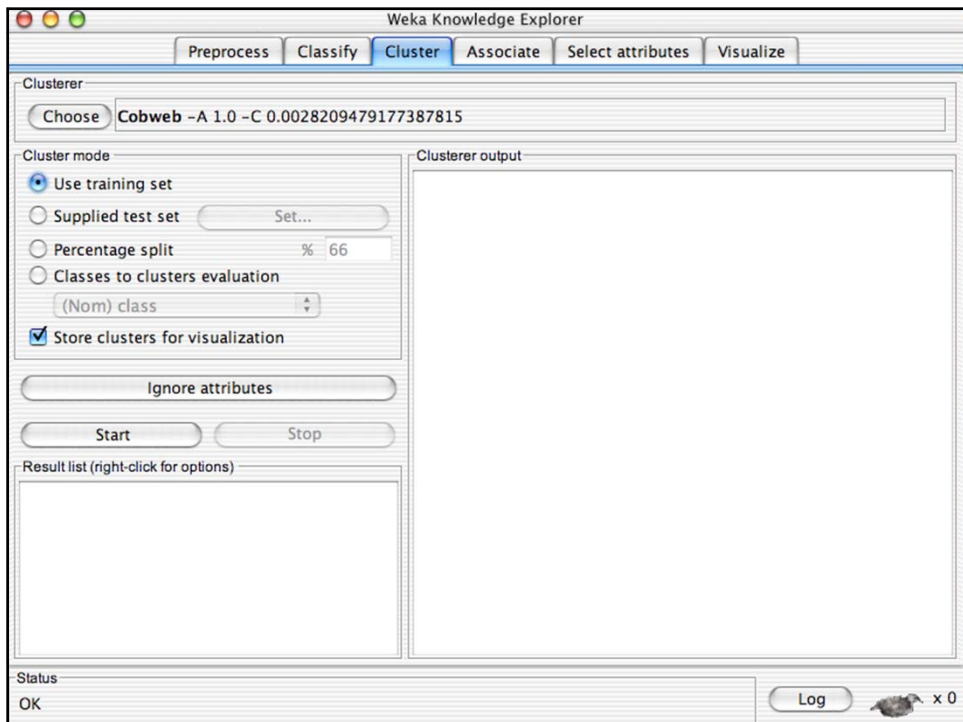 Weka Knowledge Explorer
Preprocess Classify Cluster Associate Select attributes Visualize
Clusterer
Choose Cobweb -A 1.0 -C 0.0028209479177387815
Cluster mode
Use training set
Supplied test set Set...
Percentage split % 66
Classes to clusters evaluation
(Nom) class
Store clusters for visualization
Ignore attributes
Start Stop
Result list (right-click for options)
Clusterer output
Status
OK
Log x 0